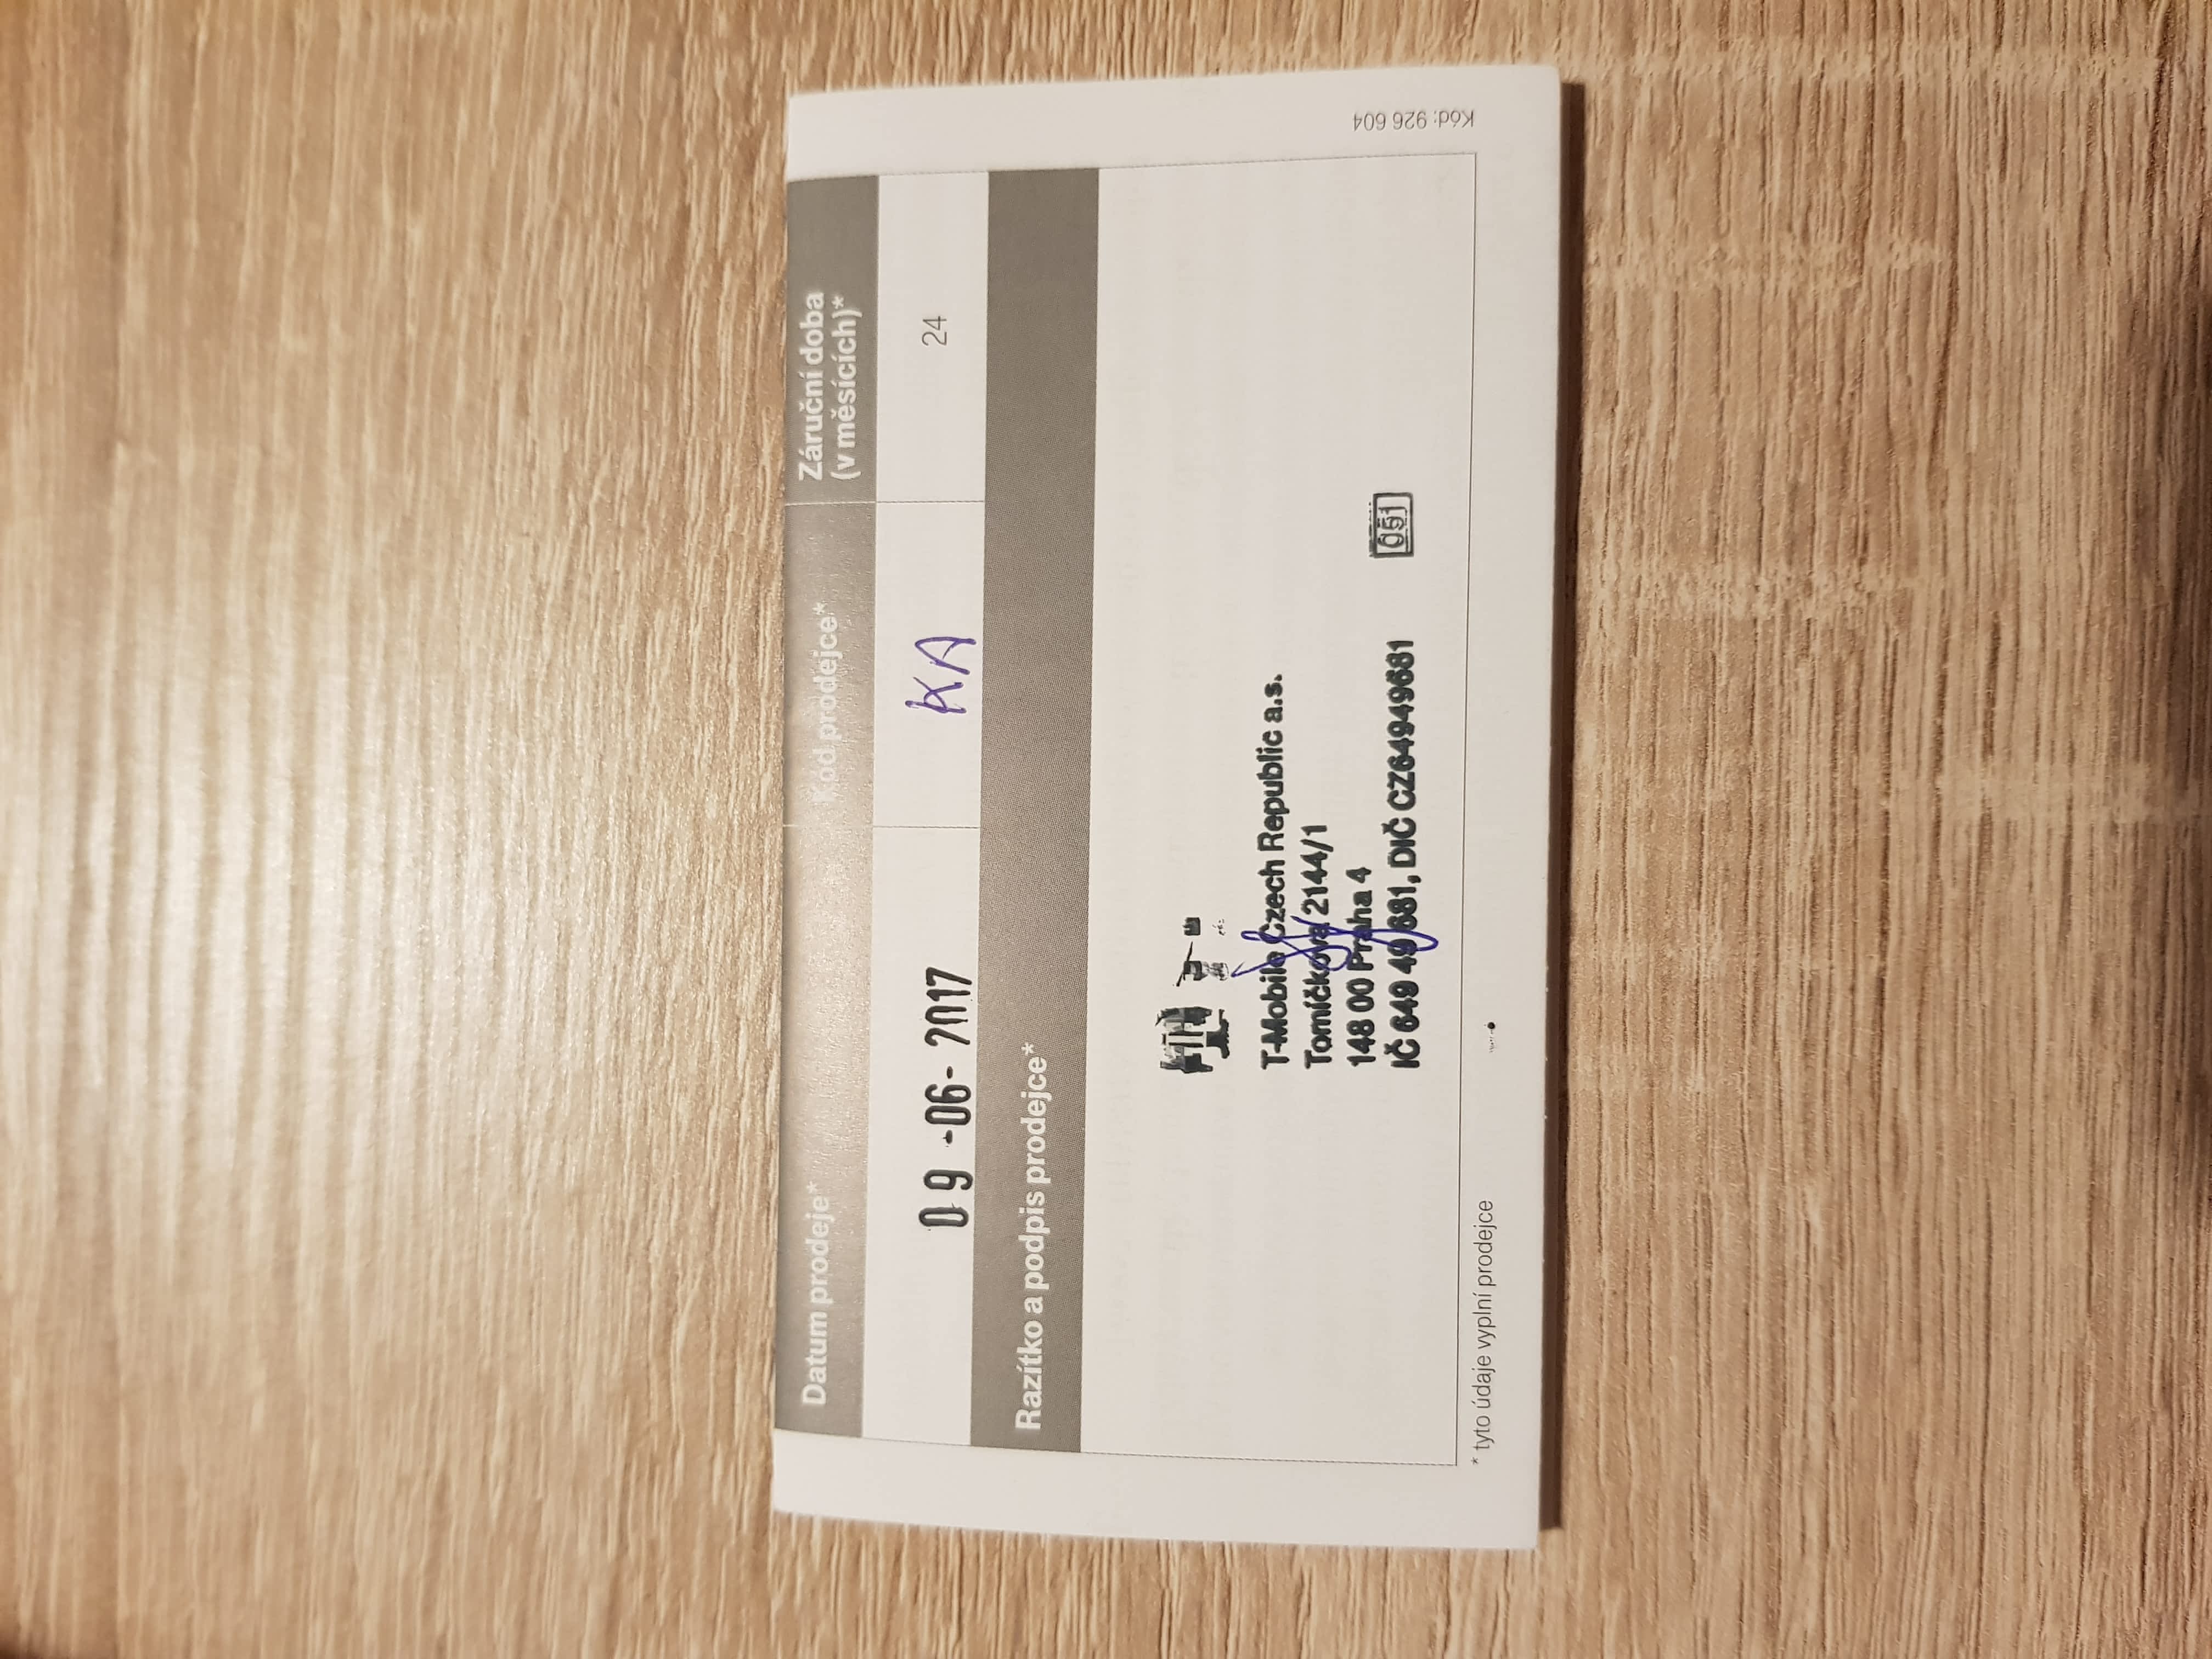 Datum prodeje*
Kód prodejce*
Záruční doba
(v měsících)*
09 -06- 2017
KA
24
Razítko a podpis prodejce*
T-Mobile Czech Republic a.s.
Tomíčkova 2144/1
148 00 Praha 4
IČ 649 49 681, DIČ CZ64949681
051
* tyto údaje vyplní prodejce
Kód: 926 604